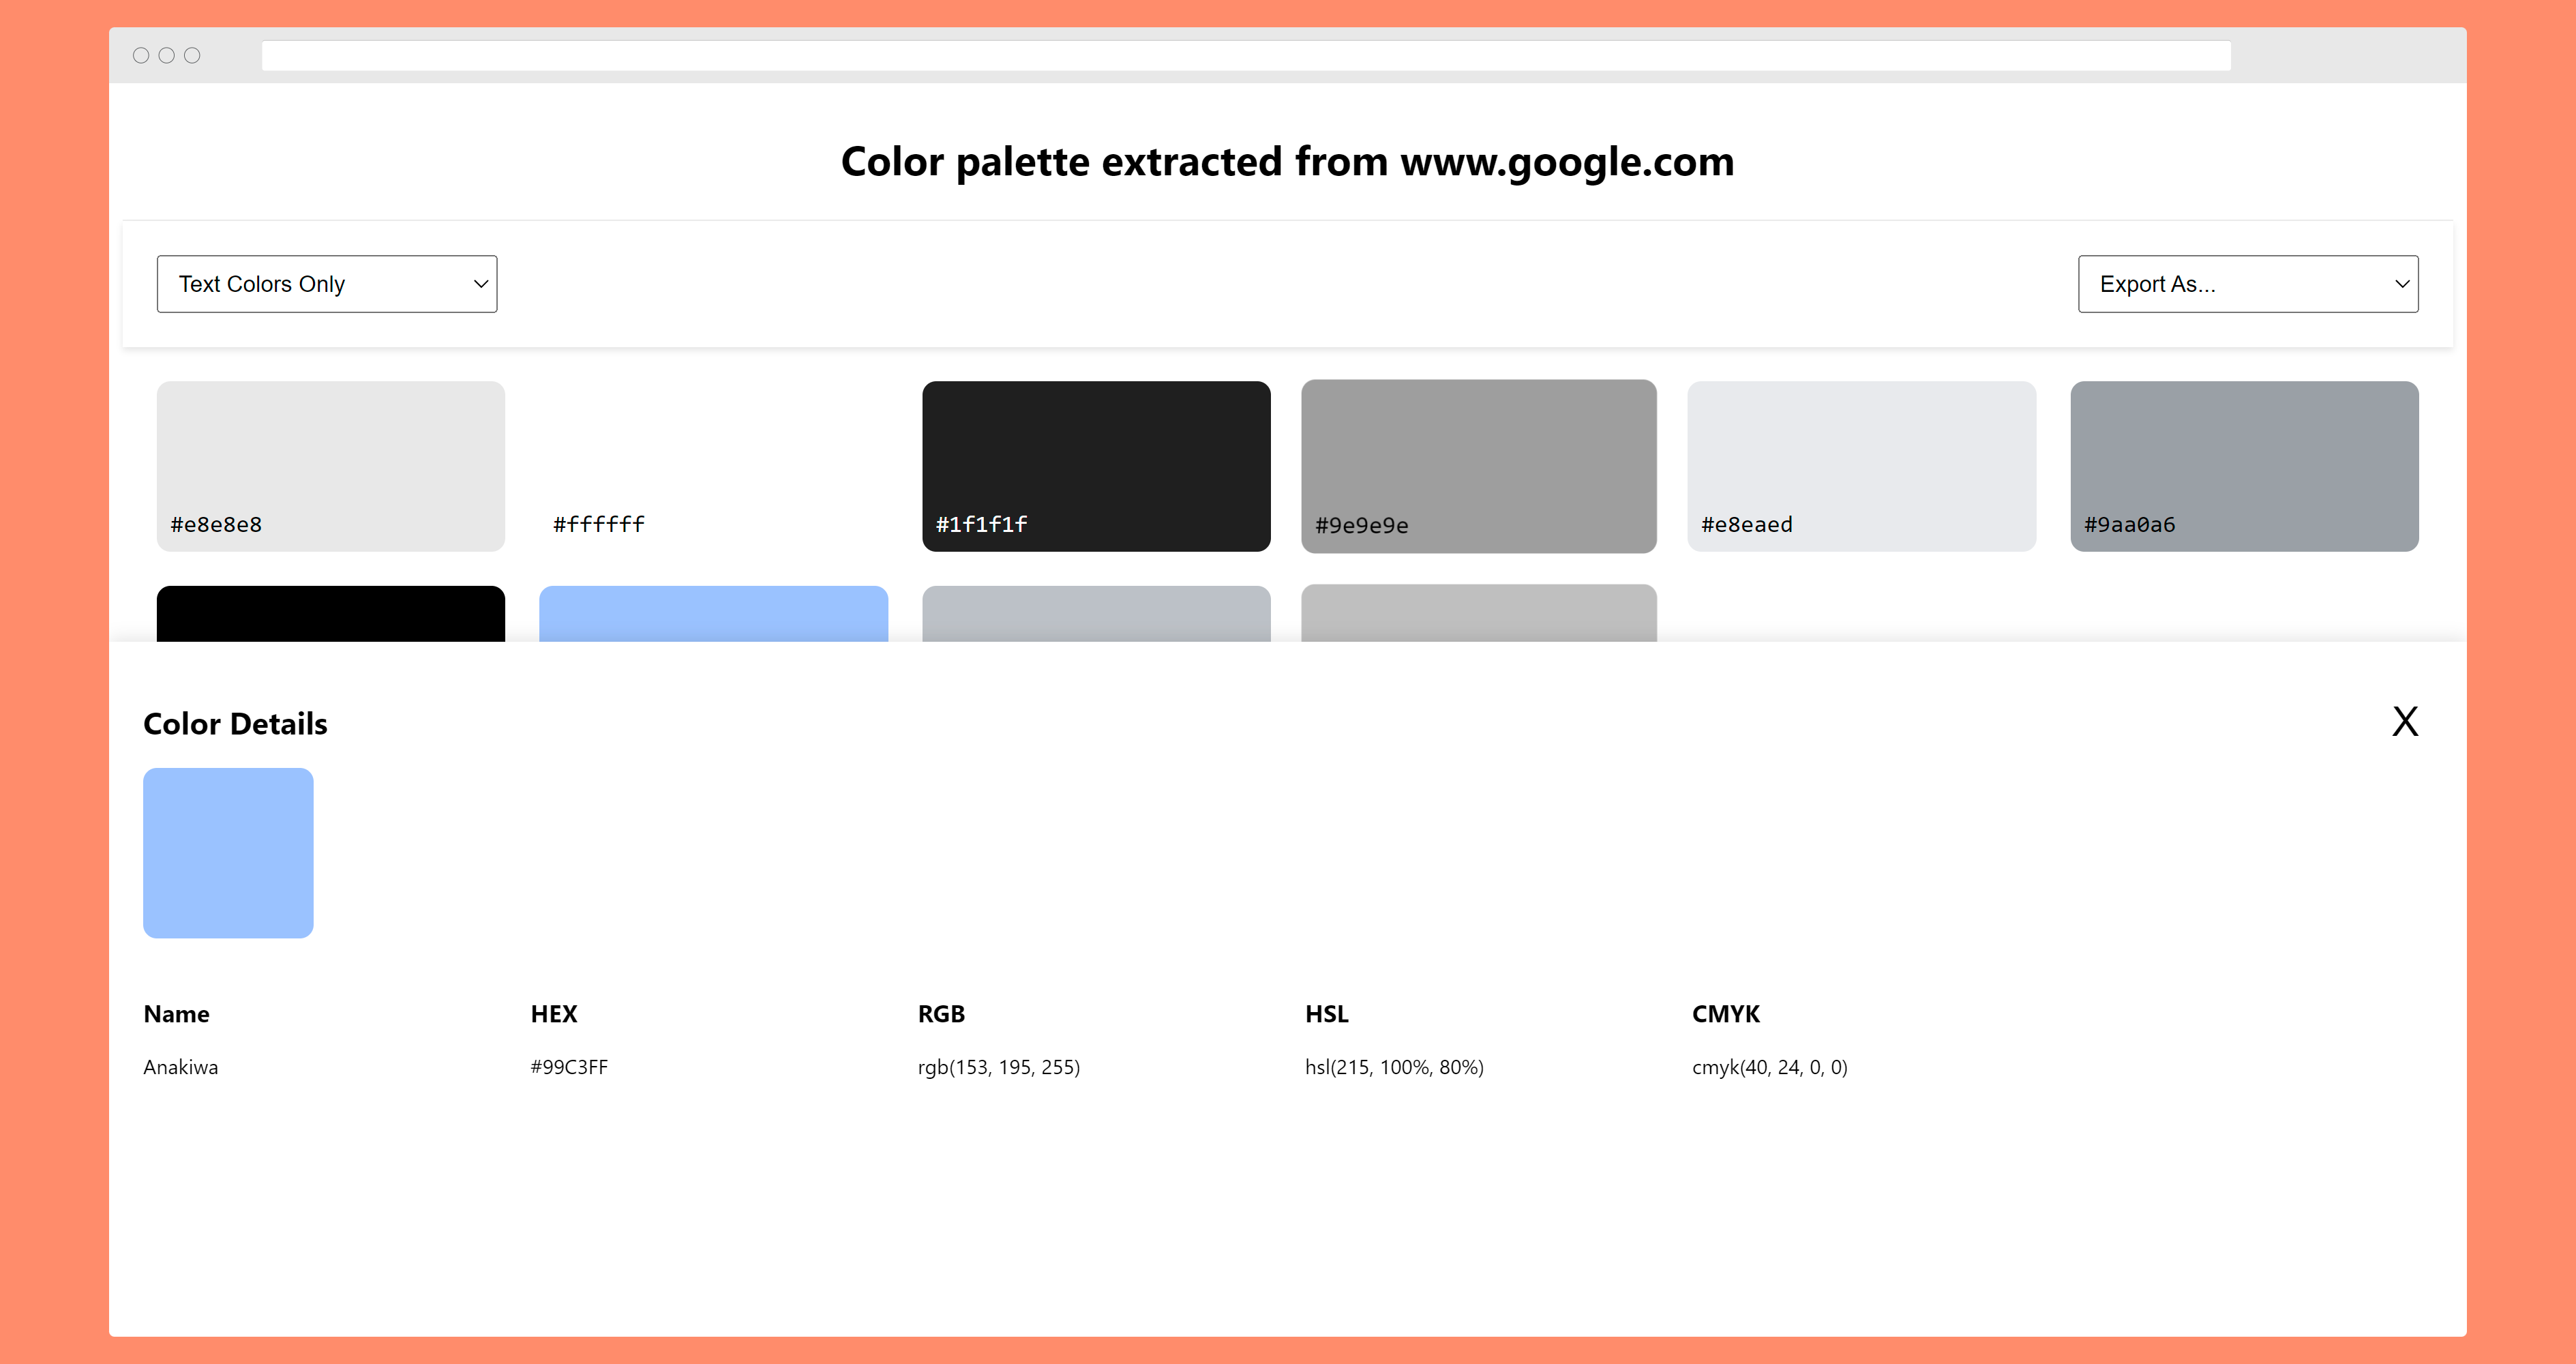 Color palette extracted from www.google.com
Text Colors Only
Export As...
#e8e8e8
#ffffff
#1f1f1f
#9e9e9e
#e8eaed
#9aa0a6
Color Details
X
Name
HEX
RGB
HSL
CMYK
Anakiwa
#99C3FF
rgb(153, 195, 255)
hsl(215, 100%, 80%)
cmyk(40, 24, 0, 0)